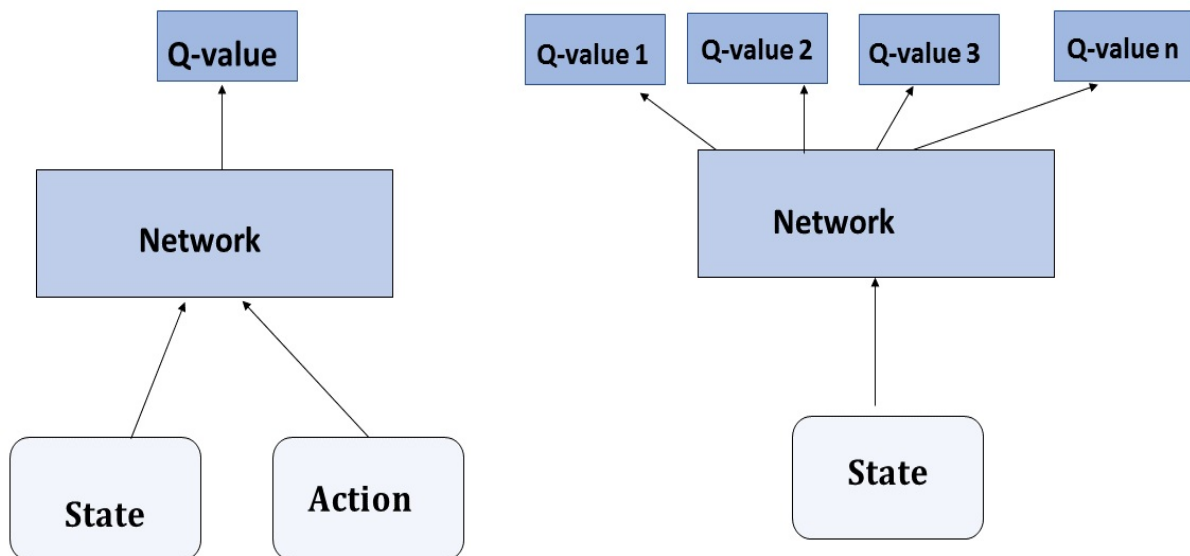 Q-value
Network
State
Action
Q-value 1
Q-value 2
Q-value 3
Q-value n
Network
State